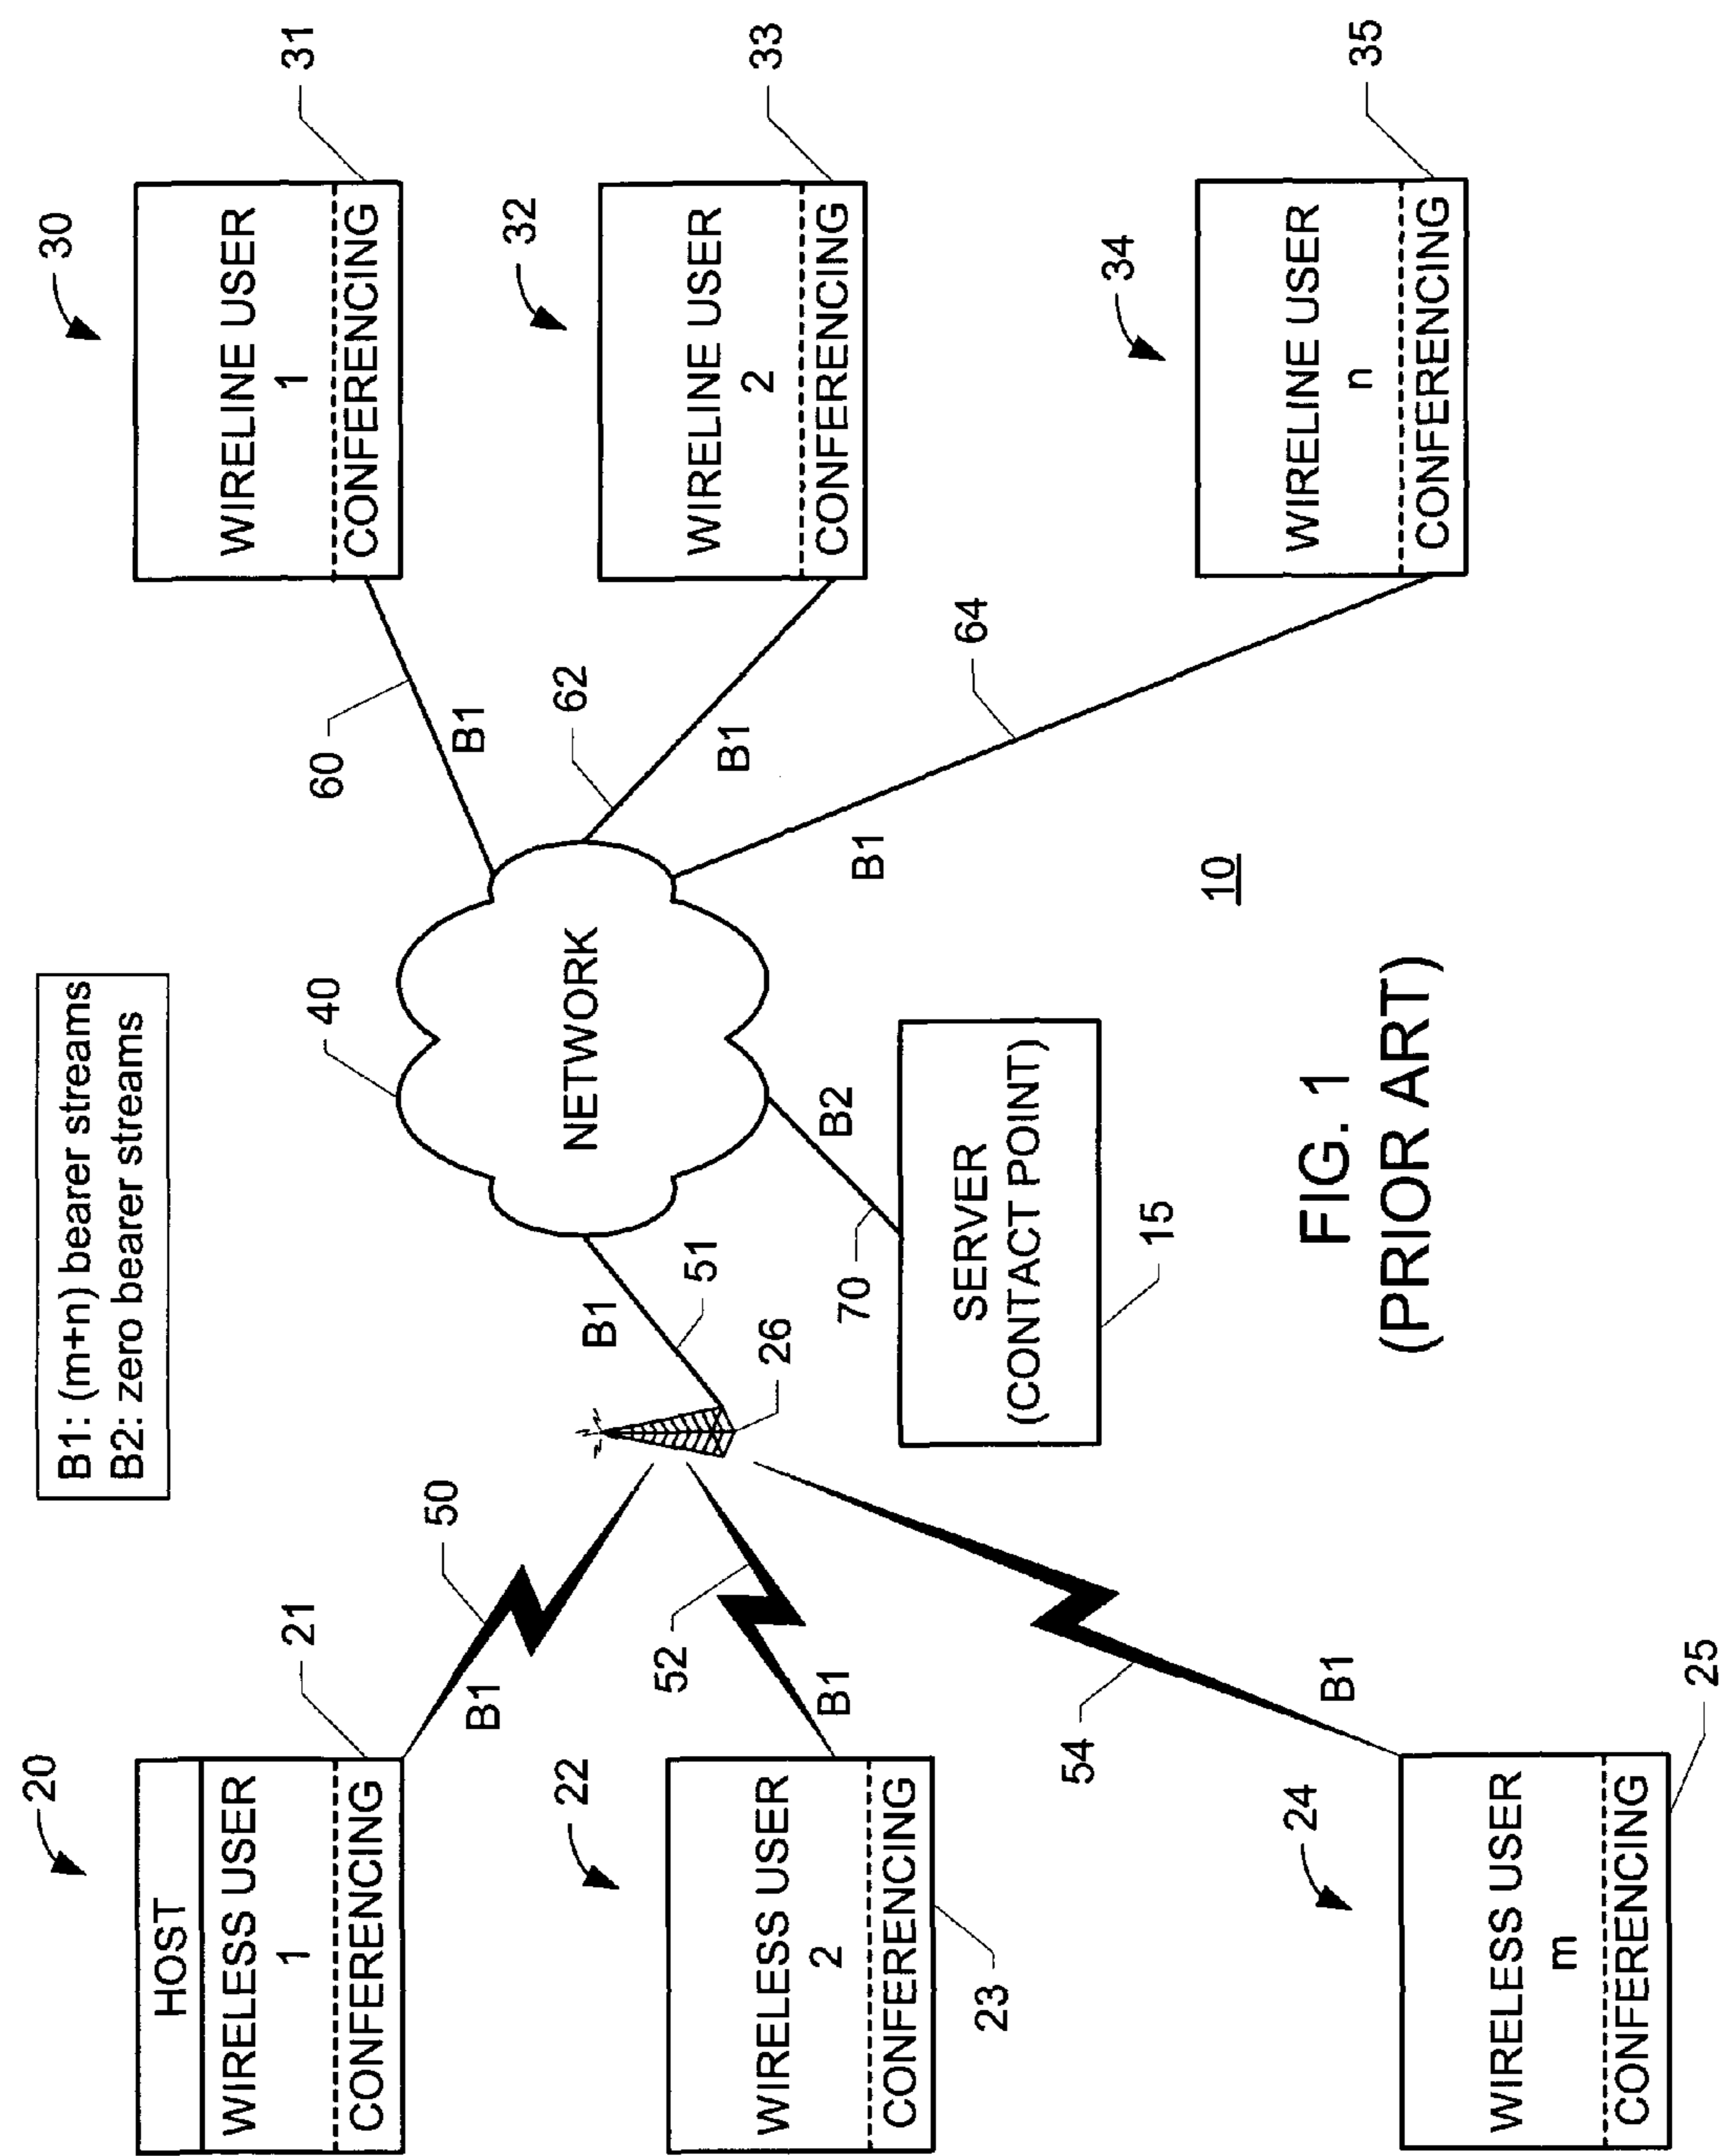 B1: (m+n) bearer streams
B2: zero bearer streams
20
HOST
WIRELESS USER
1
CONFERENCING
21
B1
50
22
WIRELESS USER
2
CONFERENCING
23
52
B1
24
WIRELESS USER
m
CONFERENCING
25
54
B1
26
B1
51
40
NETWORK
70
B2
SERVER
(CONTACT POINT)
15
60
B1
30
WIRELINE USER
1
CONFERENCING
31
62
B1
32
WIRELINE USER
2
CONFERENCING
33
64
B1
34
WIRELINE USER
n
CONFERENCING
35
10
FIG. 1
(PRIOR ART)